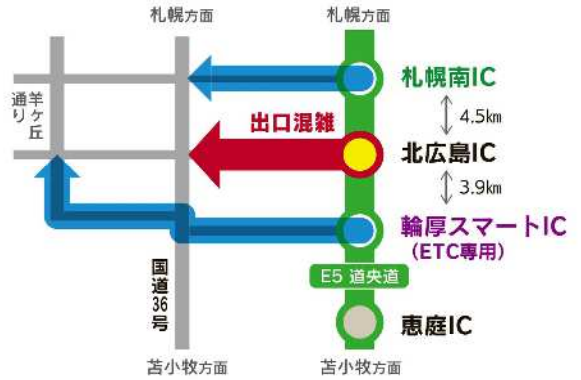 札幌方面
札幌方面
札幌南IC
羊ヶ丘
通り
4.5km
出口混雑
北広島IC
3.9km
輪厚スマートIC
(ETC専用)
国道36号
E5 道央道
恵庭IC
苫小牧方面
苫小牧方面